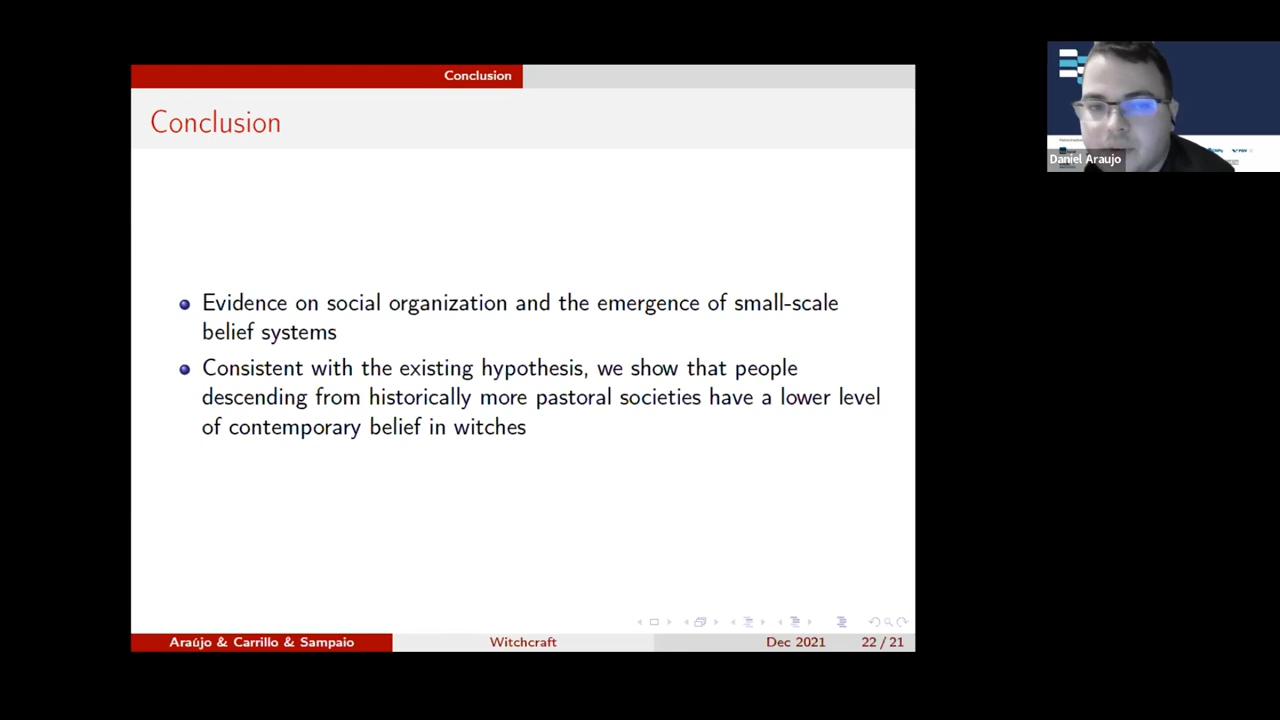 Conclusion
Conclusion
Evidence on social organization and the emergence of small-scale
belief systems
Consistent with the existing hypothesis, we show that people
descending from historically more pastoral societies have a lower level
of contemporary belief in witches
Araújo & Carrillo & Sampaio
Witchcraft
Dec 2021
22 / 21
Daniel Araujo